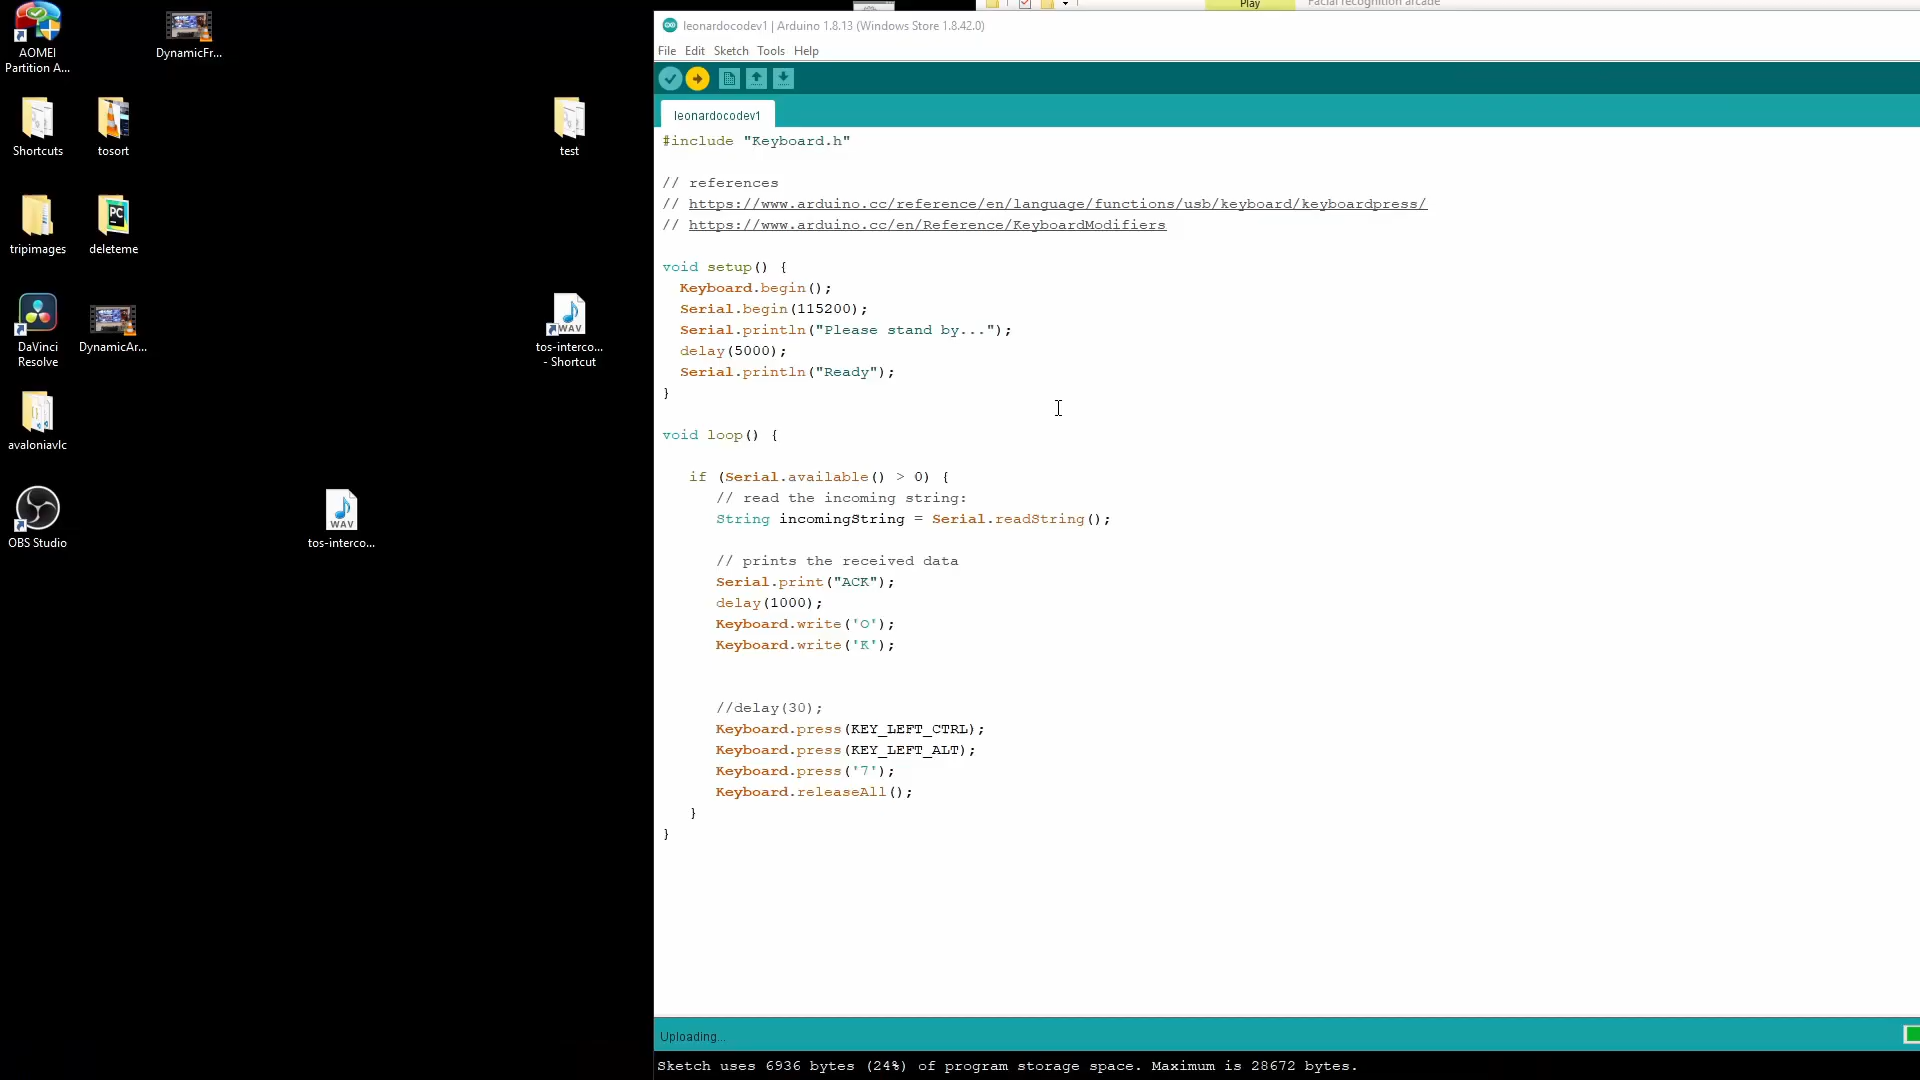 AOMEI
Partition A...
DynamicFr...
Shortcuts
tosort
test
tripimages
PC
deleteme
DaVinci
Resolve
DynamicAr...
WAV
tos-interco...
- Shortcut
avaloniavlc
OBS Studio
WAV
tos-interco...
Play
Facial recognition arcade
leonardocodev1 | Arduino 1.8.13 (Windows Store 1.8.42.0)
File Edit Sketch Tools Help
leonardocodev1
#include "Keyboard.h"
// references
// https://www.arduino.cc/reference/en/language/functions/usb/keyboard/keyboardpress/
// https://www.arduino.cc/en/Reference/KeyboardModifiers
void setup() {
Keyboard.begin();
Serial.begin(115200);
Serial.println("Please stand by...");
delay(5000);
Serial.println("Ready");
}
void loop() {
if (Serial.available() > 0) {
// read the incoming string:
String incomingString = Serial.readString();
// prints the received data
Serial.print("ACK");
delay(1000);
Keyboard.write('O');
Keyboard.write('K');
//delay(30);
Keyboard.press(KEY_LEFT_CTRL);
Keyboard.press(KEY_LEFT_ALT);
Keyboard.press('7');
Keyboard.releaseAll();
}
}
Uploading...
Sketch uses 6936 bytes (24%) of program storage space. Maximum is 28672 bytes.